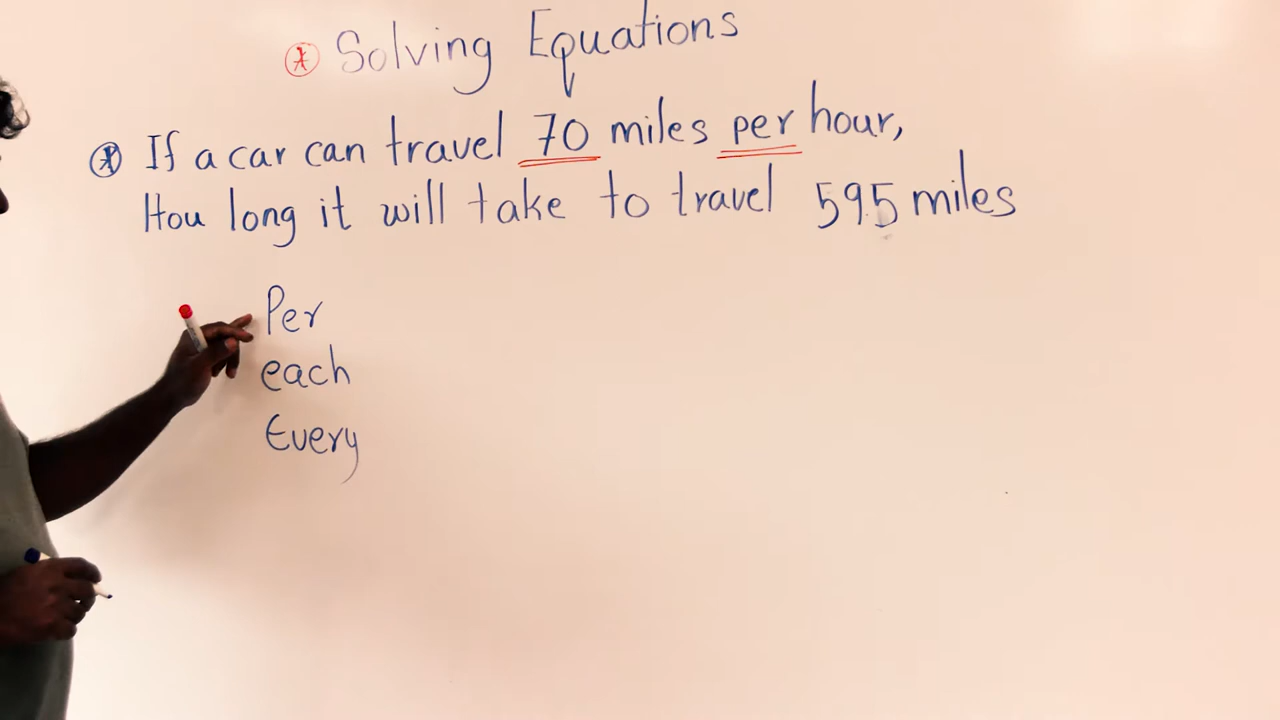 Solving Equations
If a car can travel 70 miles per hour,
Hou long it will take to travel 595 miles
Per
each
Every